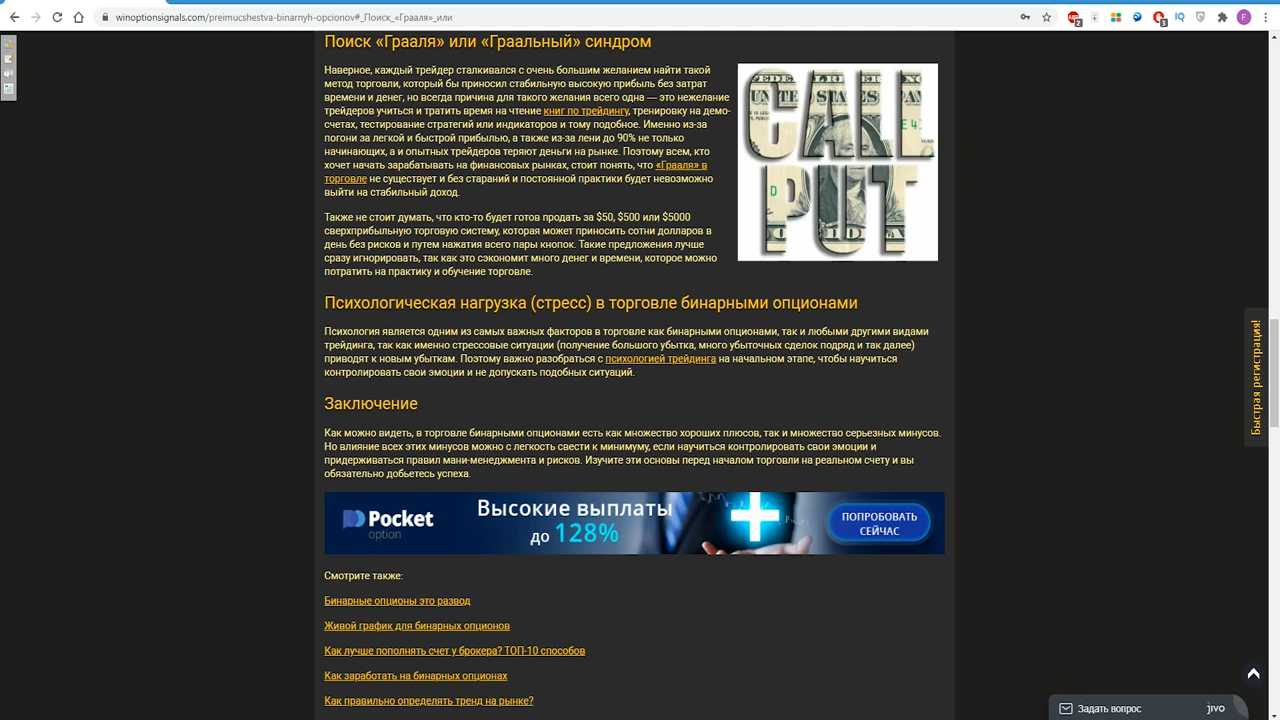 winoptionsignals.com/preimucshestva-binarnyh-opcionov#_Поиск_«Грааля»_или
Поиск «Грааля» или «Граальный» синдром
Наверное, каждый трейдер сталкивался с очень большим желанием найти такой
метод торговли, который бы приносил стабильную высокую прибыль без затрат
времени и денег, но всегда причина для такого желания всего одна — это нежелание
трейдеров учиться и тратить время на чтение книг по трейдингу, тренировку на демо-
счетах, тестирование стратегий или индикаторов и тому подобное. Именно из-за
погони за легкой и быстрой прибылью, а также из-за лени до 90% не только
начинающих, а и опытных трейдеров теряют деньги на рынке. Поэтому всем, кто
хочет начать зарабатывать на финансовых рынках, стоит понять, что «Грааля» в
торговле не существует и без стараний и постоянной практики будет невозможно
выйти на стабильный доход.
CALL
PUT
Также не стоит думать, что кто-то будет готов продать за $50, $500 или $5000
сверхприбыльную торговую систему, которая может приносить сотни долларов в
день без рисков и путем нажатия всего пары кнопок. Такие предложения лучше
сразу игнорировать, так как это сэкономит много денег и времени, которое можно
потратить на практику и обучение торговле.
Психологическая нагрузка (стресс) в торговле бинарными опционами
Психология является одним из самых важных факторов в торговле как бинарными опционами, так и любыми другими видами
трейдинга, так как именно стрессовые ситуации (получение большого убытка, много убыточных сделок подряд и так далее)
приводят к новым убыткам. Поэтому важно разобраться с психологией трейдинга на начальном этапе, чтобы научиться
контролировать свои эмоции и не допускать подобных ситуаций.
Заключение
Как можно видеть, в торговле бинарными опционами есть как множество хороших плюсов, так и множество серьезных минусов.
Но влияние всех этих минусов можно с легкость свести к минимуму, если научиться контролировать свои эмоции и
придерживаться правил мани-менеджмента и рисков. Изучите эти основы перед началом торговли на реальном счету и вы
обязательно добьетесь успеха.
Pocket
option
Высокие выплаты
до 128%
ПОПРОБОВАТЬ
СЕЙЧАС
Смотрите также:
Бинарные опционы это развод
Живой график для бинарных опционов
Как лучше пополнять счет у брокера? ТОП-10 способов
Как заработать на бинарных опционах
Как правильно определять тренд на рынке?
Быстрая регистрация!
Задать вопрос
jivo